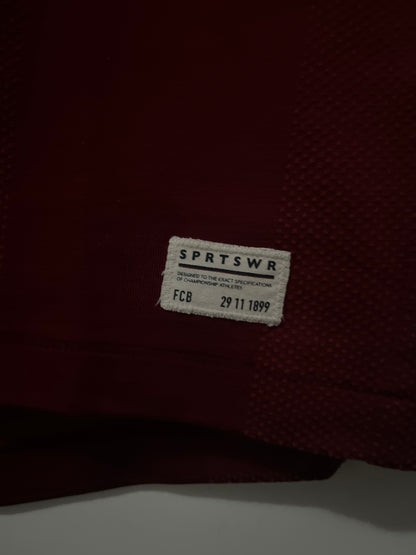 SPRTSWR
DESIGNED TO THE EXACT SPECIFICATIONS
OF CHAMPIONSHIP ATHLETES
FCB 29 11 1899